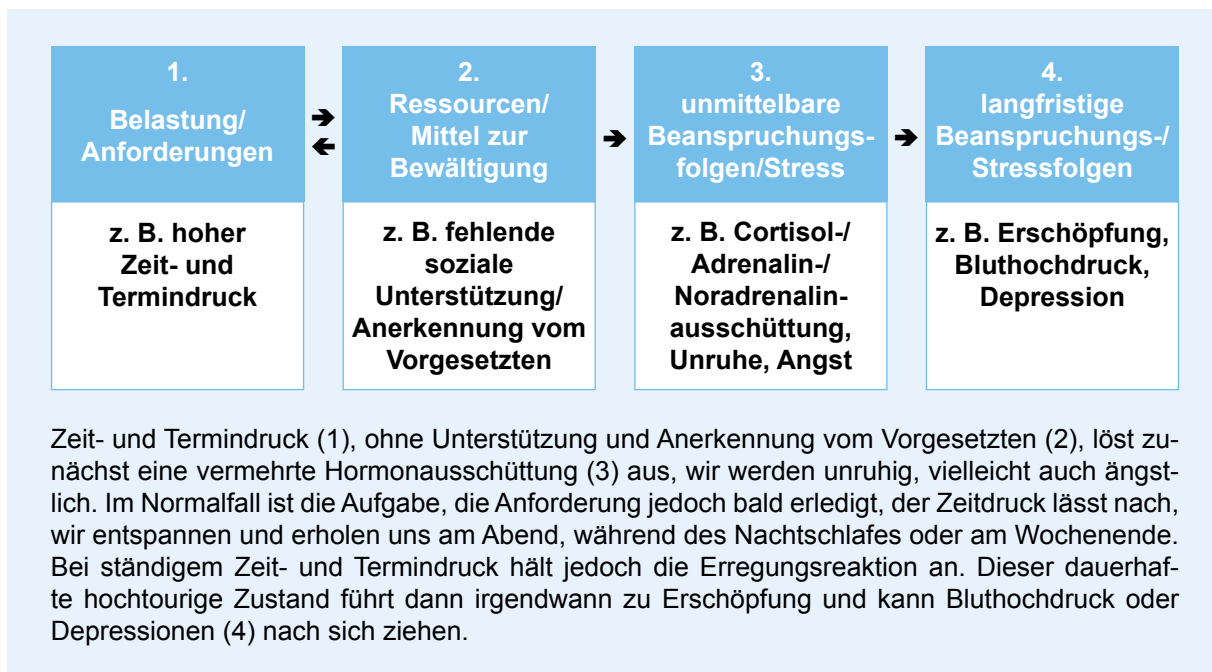 1.
Belastung/
Anforderungen
z. B. hoher
Zeit- und
Termindruck
2.
Ressourcen/
Mittel zur
Bewältigung
z. B. fehlende
soziale
Unterstützung/
Anerkennung vom
Vorgesetzten
3.
unmittelbare
Beanspruchungs-
folgen/Stress
z. B. Cortisol-/
Adrenalin-/
Noradrenalin-
ausschüttung,
Unruhe, Angst
4.
langfristige
Beanspruchungs-/
Stressfolgen
z. B. Erschöpfung,
Bluthochdruck,
Depression
Zeit- und Termindruck (1), ohne Unterstützung und Anerkennung vom Vorgesetzten (2), löst zu-
nächst eine vermehrte Hormonausschüttung (3) aus, wir werden unruhig, vielleicht auch ängst-
lich. Im Normalfall ist die Aufgabe, die Anforderung jedoch bald erledigt, der Zeitdruck lässt nach,
wir entspannen und erholen uns am Abend, während des Nachtschlafes oder am Wochenende.
Bei ständigem Zeit- und Termindruck hält jedoch die Erregungsreaktion an. Dieser dauerhaf-
te hochtourige Zustand führt dann irgendwann zu Erschöpfung und kann Bluthochdruck oder
Depressionen (4) nach sich ziehen.